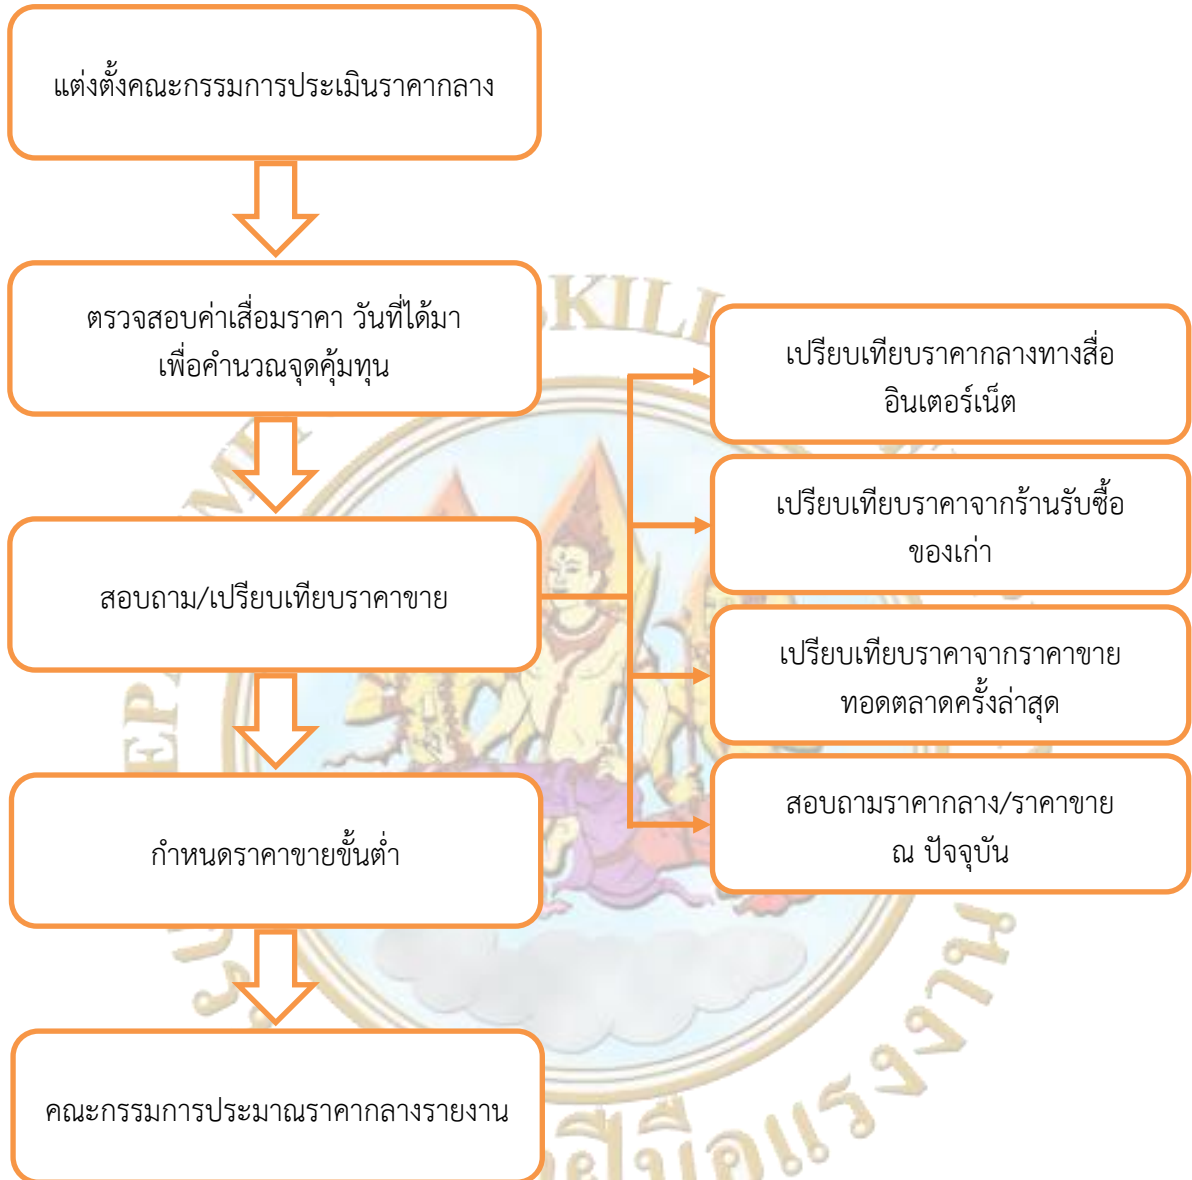 แต่งตั้งคณะกรรมการประเมินราคากลาง
ตรวจสอบค่าเสื่อมราคา วันที่ได้มา
เพื่อคำนวณจุดคุ้มทุน
สอบถาม/เปรียบเทียบราคาขาย
เปรียบเทียบราคากลางทางสื่อ
อินเตอร์เน็ต
เปรียบเทียบราคาจากร้านรับซื้อ
ของเก่า
เปรียบเทียบราคาจากราคาขาย
ทอดตลาดครั้งล่าสุด
สอบถามราคากลาง/ราคาขาย
ณ ปัจจุบัน
กำหนดราคาขายขั้นต่ำ
คณะกรรมการประมาณราคากลางรายงาน
SKILL
ฝีมือแรงงาน